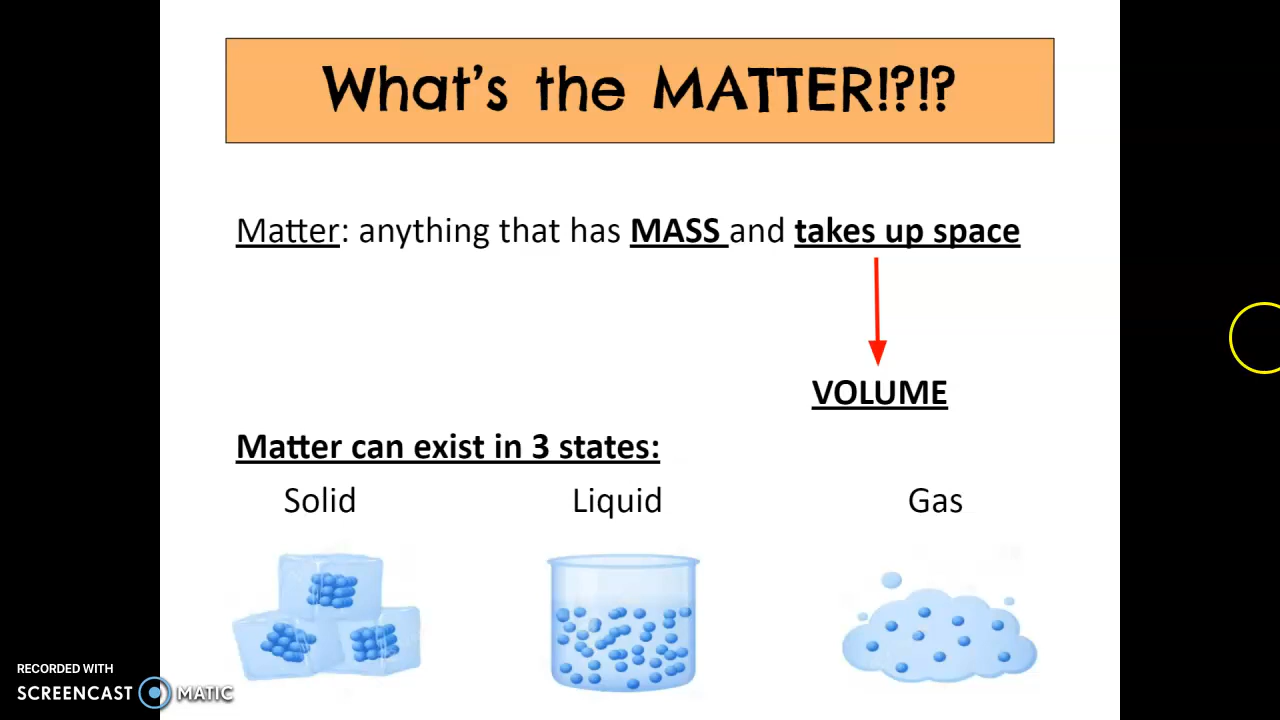 What's the MATTER!?!?
Matter: anything that has MASS and takes up space
VOLUME
Matter can exist in 3 states:
Solid Liquid Gas
RECORDED WITH
SCREENCAST MATIC